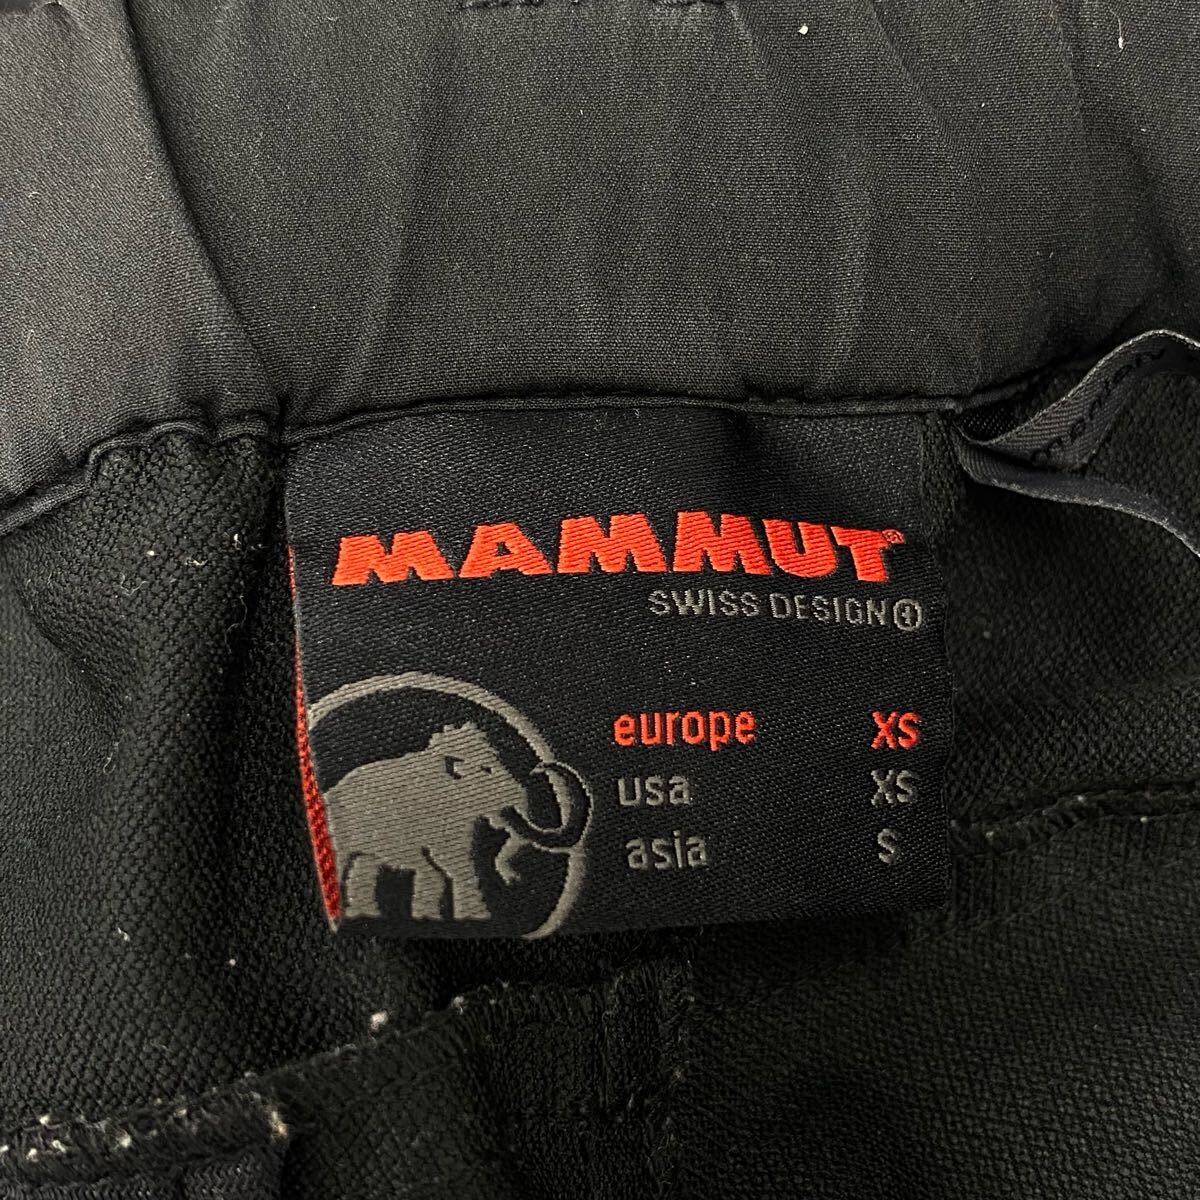 MAMMUT®
SWISS DESIGN
europe XS
usa XS
asia S